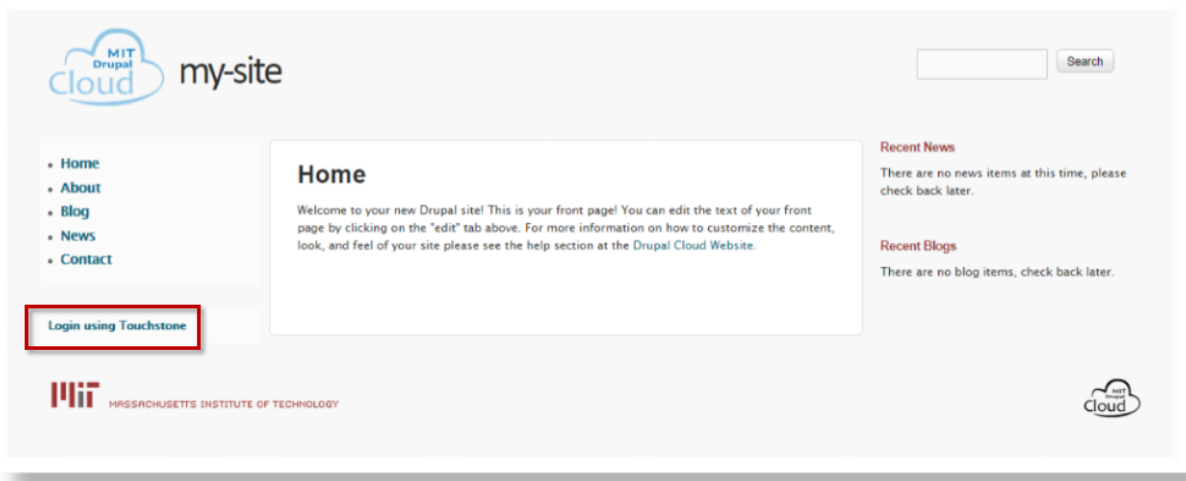 MIT
Drupal
Cloud
my-site
Search
Home
About
Blog
News
Contact
Login using Touchstone
Home
Welcome to your new Drupal site! This is your front page! You can edit the text of your front
page by clicking on the "edit" tab above. For more information on how to customize the content,
look, and feel of your site please see the help section at the Drupal Cloud Website.
Recent News
There are no news items at this time, please
check back later.
Recent Blogs
There are no blog items, check back later.
MIT
MASSACHUSETTS INSTITUTE OF TECHNOLOGY
MIT
Drupal
Cloud